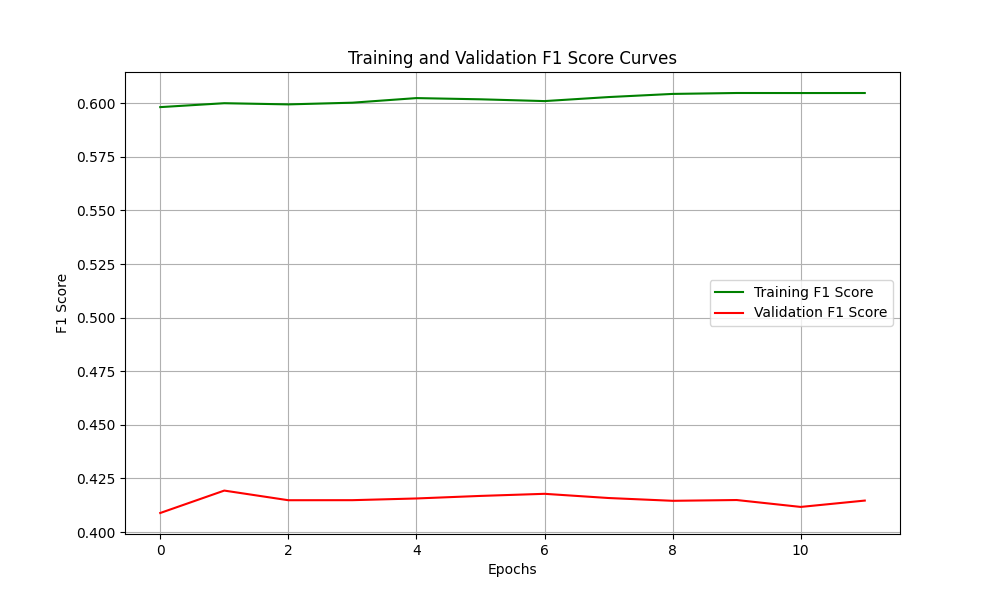 Training and Validation F1 Score Curves
0.600
0.575
0.550
0.525
0.500
0.475
0.450
0.425
0.400
F1 Score
Training F1 Score
Validation F1 Score
0 2 4 6 8 10
Epochs